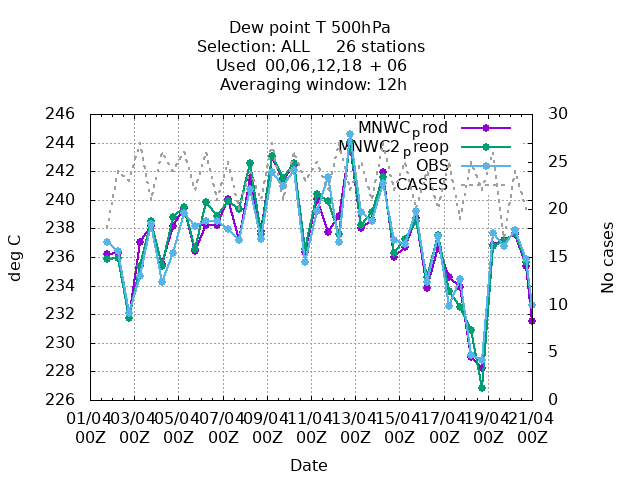 Dew point T 500hPa
Selection: ALL 26 stations
Used 00,06,12,18 + 06
Averaging window: 12h
246 30
MNWCprod
244
MNWC2preop
25
OBS
242
CASES
240 20
238
deg C No cases
236 15
234
232 10
230
5
228
226 0
01/04 03/04 05/04 07/04 09/04 11/04 13/04 15/04 17/04 19/04 21/04
00Z 00Z 00Z 00Z 00Z 00Z 00Z 00Z 00Z 00Z 00Z
Date